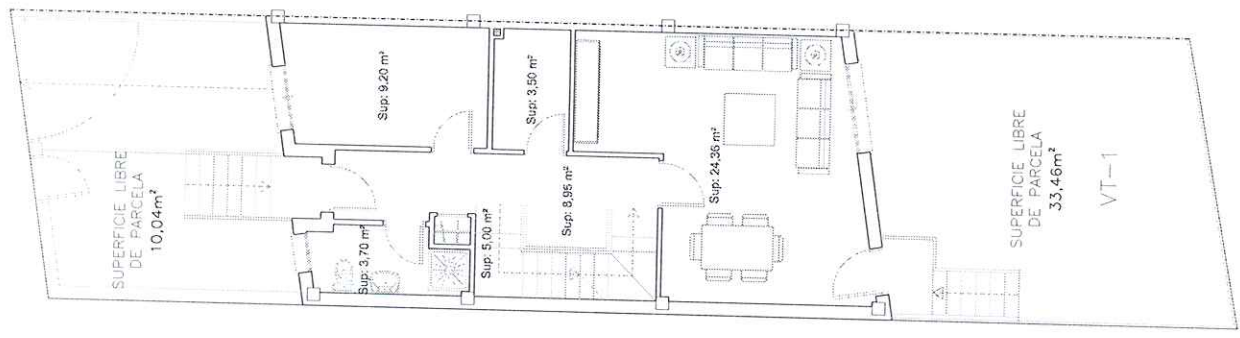 SUPERFICIE LIBRE
DE PARCELA
10,04m²
Sup: 9,20 m²
Sup: 3,70 m²
Sup: 3,50 m²
Sup: 5,00 m²
Sup: 8,95 m²
Sup: 24,36 m²
SUPERFICIE LIBRE
DE PARCELA
33,46m²
VT-1